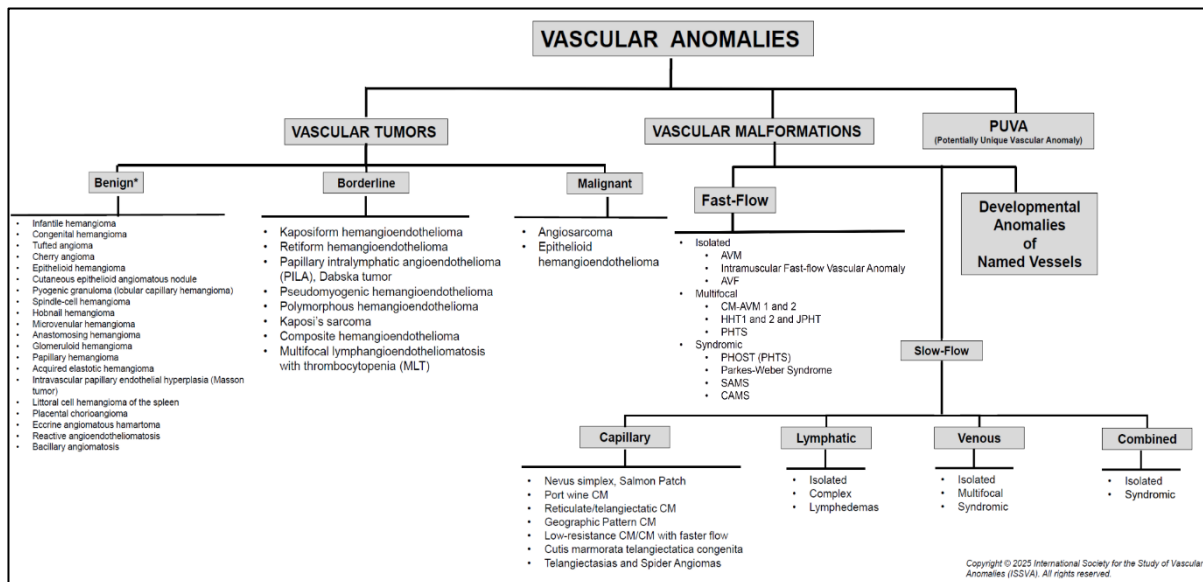 VASCULAR ANOMALIES
VASCULAR TUMORS
VASCULAR MALFORMATIONS
PUVA
(Potentially Unique Vascular Anomaly)
Benign*
• Infantile hemangioma
• Congenital hemangioma
• Tufted angioma
• Cherry angioma
• Epithelioid hemangioma
• Cutaneous epithelioid angiomatous nodule
• Pyogenic granuloma (lobular capillary hemangioma)
• Spindle-cell hemangioma
• Hobnail hemangioma
• Microvenular hemangioma
• Anastomosing hemangioma
• Glomeruloid hemangioma
• Papillary hemangioma
• Acquired elastotic hemangioma
• Intravascular papillary endothelial hyperplasia (Masson
tumor)
• Littoral cell hemangioma of the spleen
• Placental chorioangioma
• Eccrine angiomatous hamartoma
• Reactive angioendotheliomatosis
• Bacillary angiomatosis
Borderline
• Kaposiform hemangioendothelioma
• Retiform hemangioendothelioma
• Papillary intralymphatic angioendothelioma
(PILA), Dabska tumor
• Pseudomyogenic hemangioendothelioma
• Polymorphous hemangioendothelioma
• Kaposi's sarcoma
• Composite hemangioendothelioma
• Multifocal lymphangioendotheliomatosis
with thrombocytopenia (MLT)
Malignant
• Angiosarcoma
• Epithelioid
hemangioendothelioma
Fast-Flow
• Isolated
• AVM
• Intramuscular Fast-flow Vascular Anomaly
• AVF
• Multifocal
• CM-AVM 1 and 2
• HHT1 and 2 and JPHT
• PHTS
• Syndromic
• PHOST (PHTS)
• Parkes-Weber Syndrome
• SAMS
• CAMS
Developmental
Anomalies
of
Named Vessels
Slow-Flow
Capillary
• Nevus simplex, Salmon Patch
• Port wine CM
• Reticulate/telangiectatic CM
• Geographic Pattern CM
• Low-resistance CM/CM with faster flow
• Cutis marmorata telangiectatica congenita
• Telangiectasias and Spider Angiomas
Lymphatic
• Isolated
• Complex
• Lymphedemas
Venous
• Isolated
• Multifocal
• Syndromic
Combined
• Isolated
• Syndromic
Copyright © 2025 International Society for the Study of Vascular
Anomalies (ISSVA). All rights reserved.